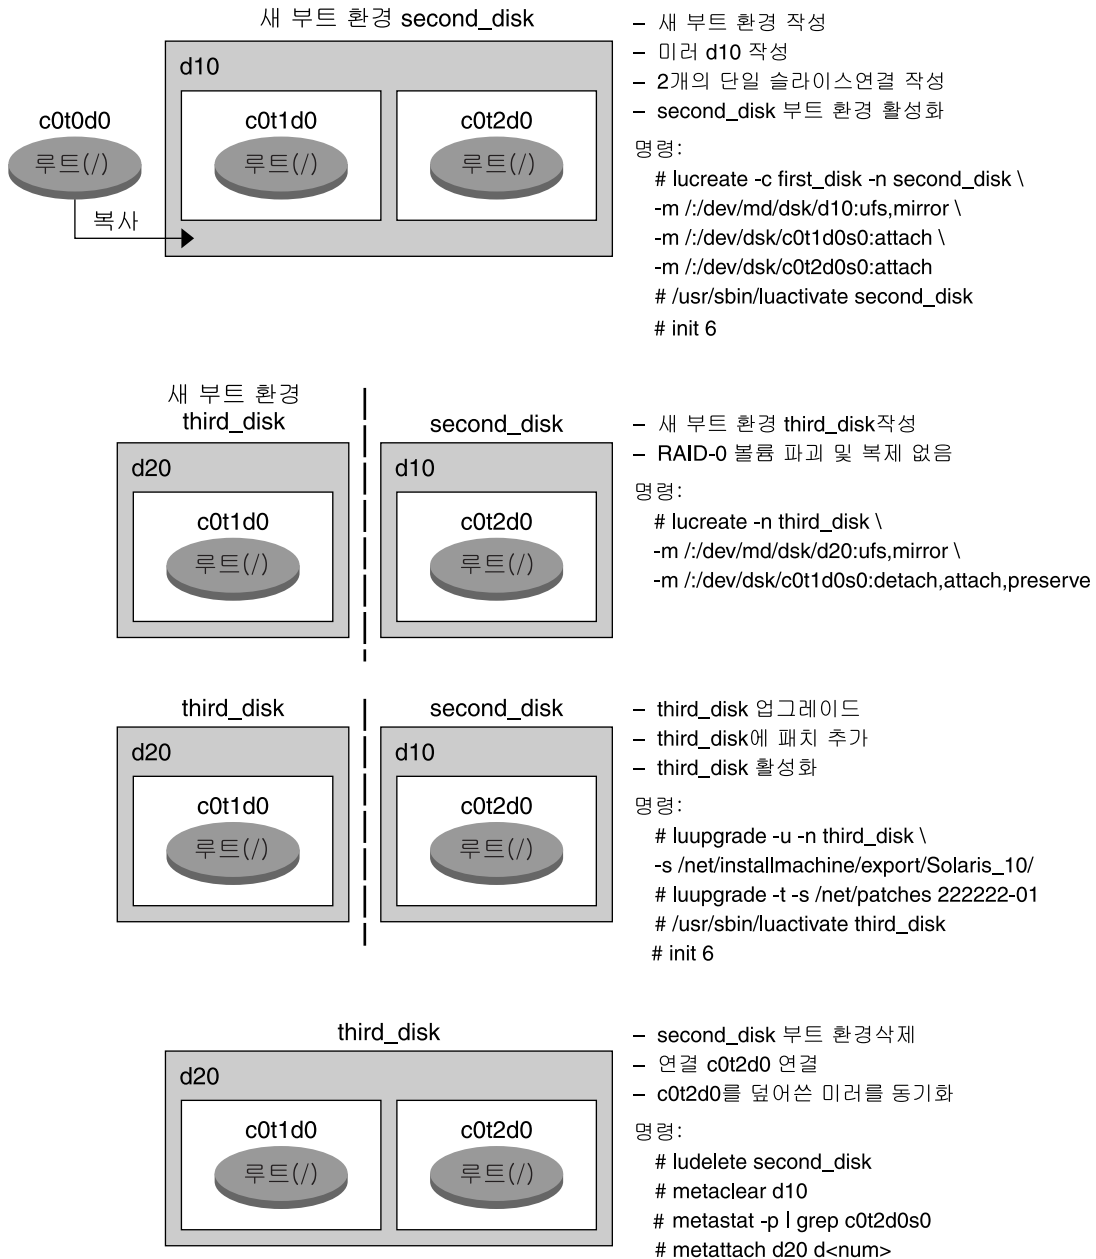 새 부트 환경 second_disk
d10
c0t0d0
루트(/)
복사
c0t1d0
루트(/)
c0t2d0
루트(/)
– 새 부트 환경 작성
– 미러 d10 작성
– 2개의 단일 슬라이스연결 작성
– second_disk 부트 환경 활성화
명령:
# lucreate -c first_disk -n second_disk \
-m /:/dev/md/dsk/d10:ufs,mirror \
-m /:/dev/dsk/c0t1d0s0:attach \
-m /:/dev/dsk/c0t2d0s0:attach
# /usr/sbin/luactivate second_disk
# init 6
새 부트 환경
third_disk
d20
c0t1d0
루트(/)
second_disk
d10
c0t2d0
루트(/)
– 새 부트 환경 third_disk작성
– RAID-0 볼륨 파괴 및 복제 없음
명령:
# lucreate -n third_disk \
-m /:/dev/md/dsk/d20:ufs,mirror \
-m /:/dev/dsk/c0t1d0s0:detach,attach,preserve
third_disk
d20
c0t1d0
루트(/)
second_disk
d10
c0t2d0
루트(/)
– third_disk 업그레이드
– third_disk에 패치 추가
– third_disk 활성화
명령:
# luupgrade -u -n third_disk \
-s /net/installmachine/export/Solaris_10/
# luupgrade -t -s /net/patches 222222-01
# /usr/sbin/luactivate third_disk
# init 6
third_disk
d20
c0t1d0
루트(/)
c0t2d0
루트(/)
– second_disk 부트 환경삭제
– 연결 c0t2d0 연결
– c0t2d0를 덮어쓴 미러를 동기화
명령:
# ludelete second_disk
# metaclear d10
# metastat -p | grep c0t2d0s0
# metattach d20 d<num>